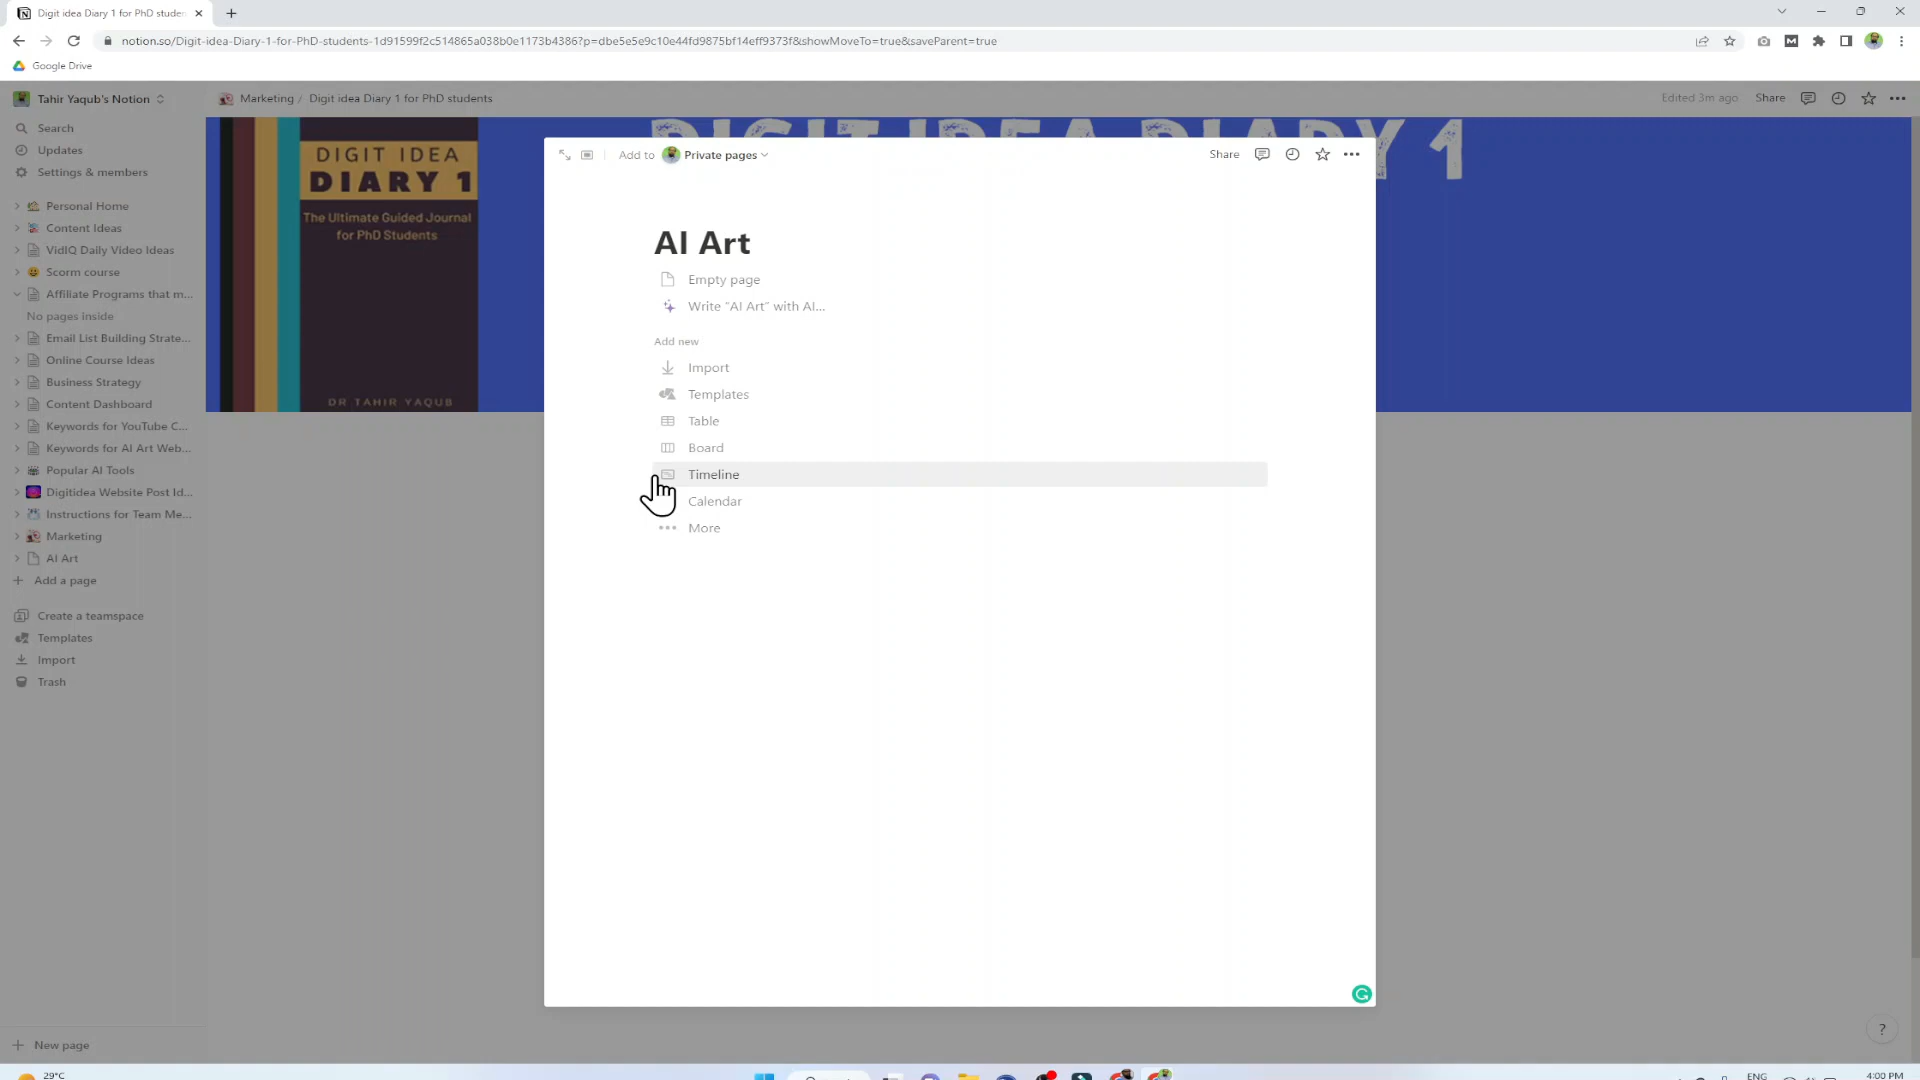 Digit idea Diary 1 for PhD studen
notion.so/Digit-idea-Diary-1-for-PhD-students-1d91599f2c514865a038b0e1173b4386?p=dbe5e5e9c10e44fd9875bf14eff9373f&showMoveTo=true&saveParent=true
Google Drive
Tahir Yaqub's Notion
Marketing / Digit idea Diary 1 for PhD students
Edited 3m ago
Share
Search
Updates
Settings & members
Personal Home
Content Ideas
VidIQ Daily Video Ideas
Scorm course
Affiliate Programs that m...
No pages inside
Email List Building Strate...
Online Course Ideas
Business Strategy
Content Dashboard
Keywords for YouTube C...
Keywords for AI Art Web...
Popular AI Tools
Digitidea Website Post Id...
Instructions for Team Me...
Marketing
AI Art
Add a page
Create a teamspace
Templates
Import
Trash
New page
DIGIT IDEA DIARY 1
DIGIT IDEA
DIARY 1
The Ultimate Guided Journal
for PhD Students
DR TAHIR YAQUB
Add to Private pages
Share
AI Art
Empty page
Write "AI Art" with AI...
Add new
Import
Templates
Table
Board
Timeline
Calendar
More
?
29°C
ENG
4:00 PM